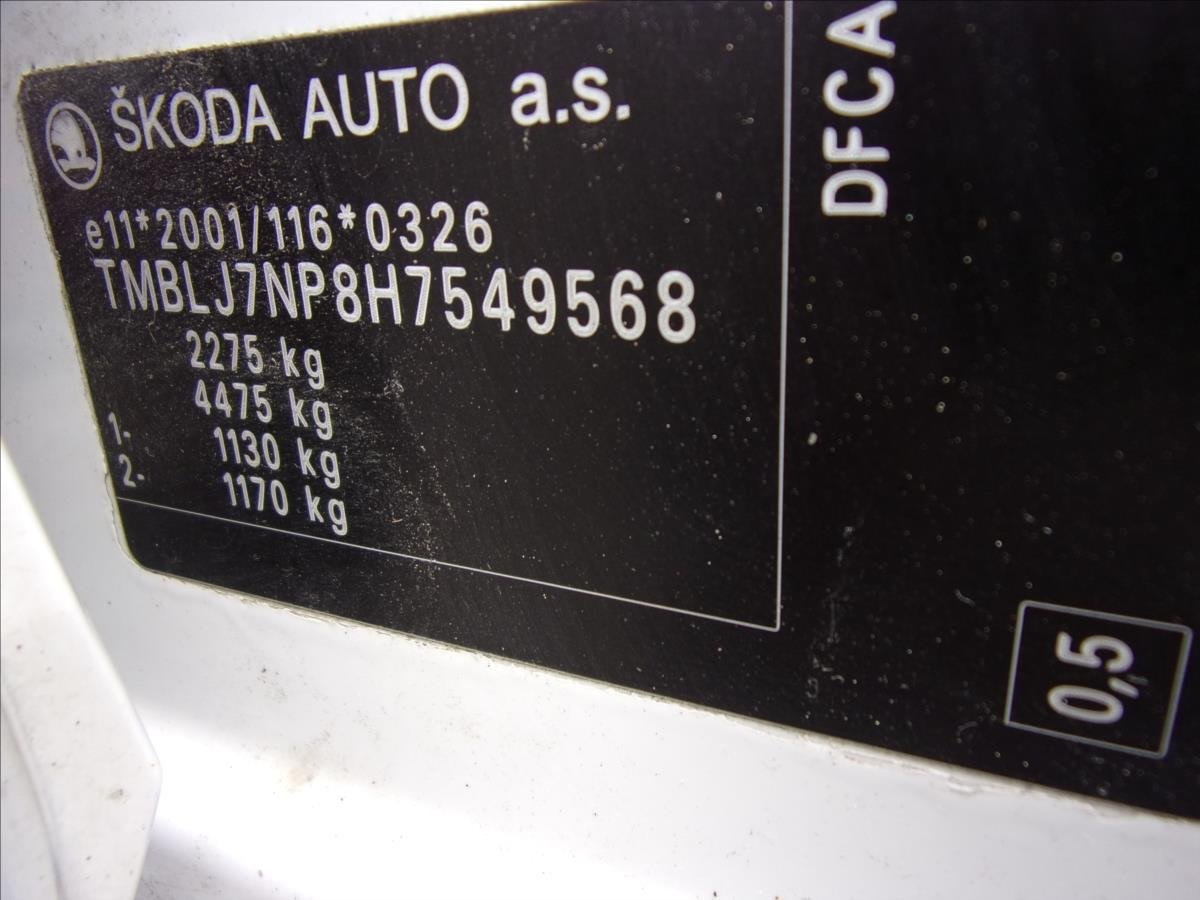 ŠKODA AUTO a.s.
e11*2001/116*0326
TMBLJ7NP8H7549568
2275 kg
4475 kg
1- 1130 kg
2- 1170 kg
DFCA
0,5